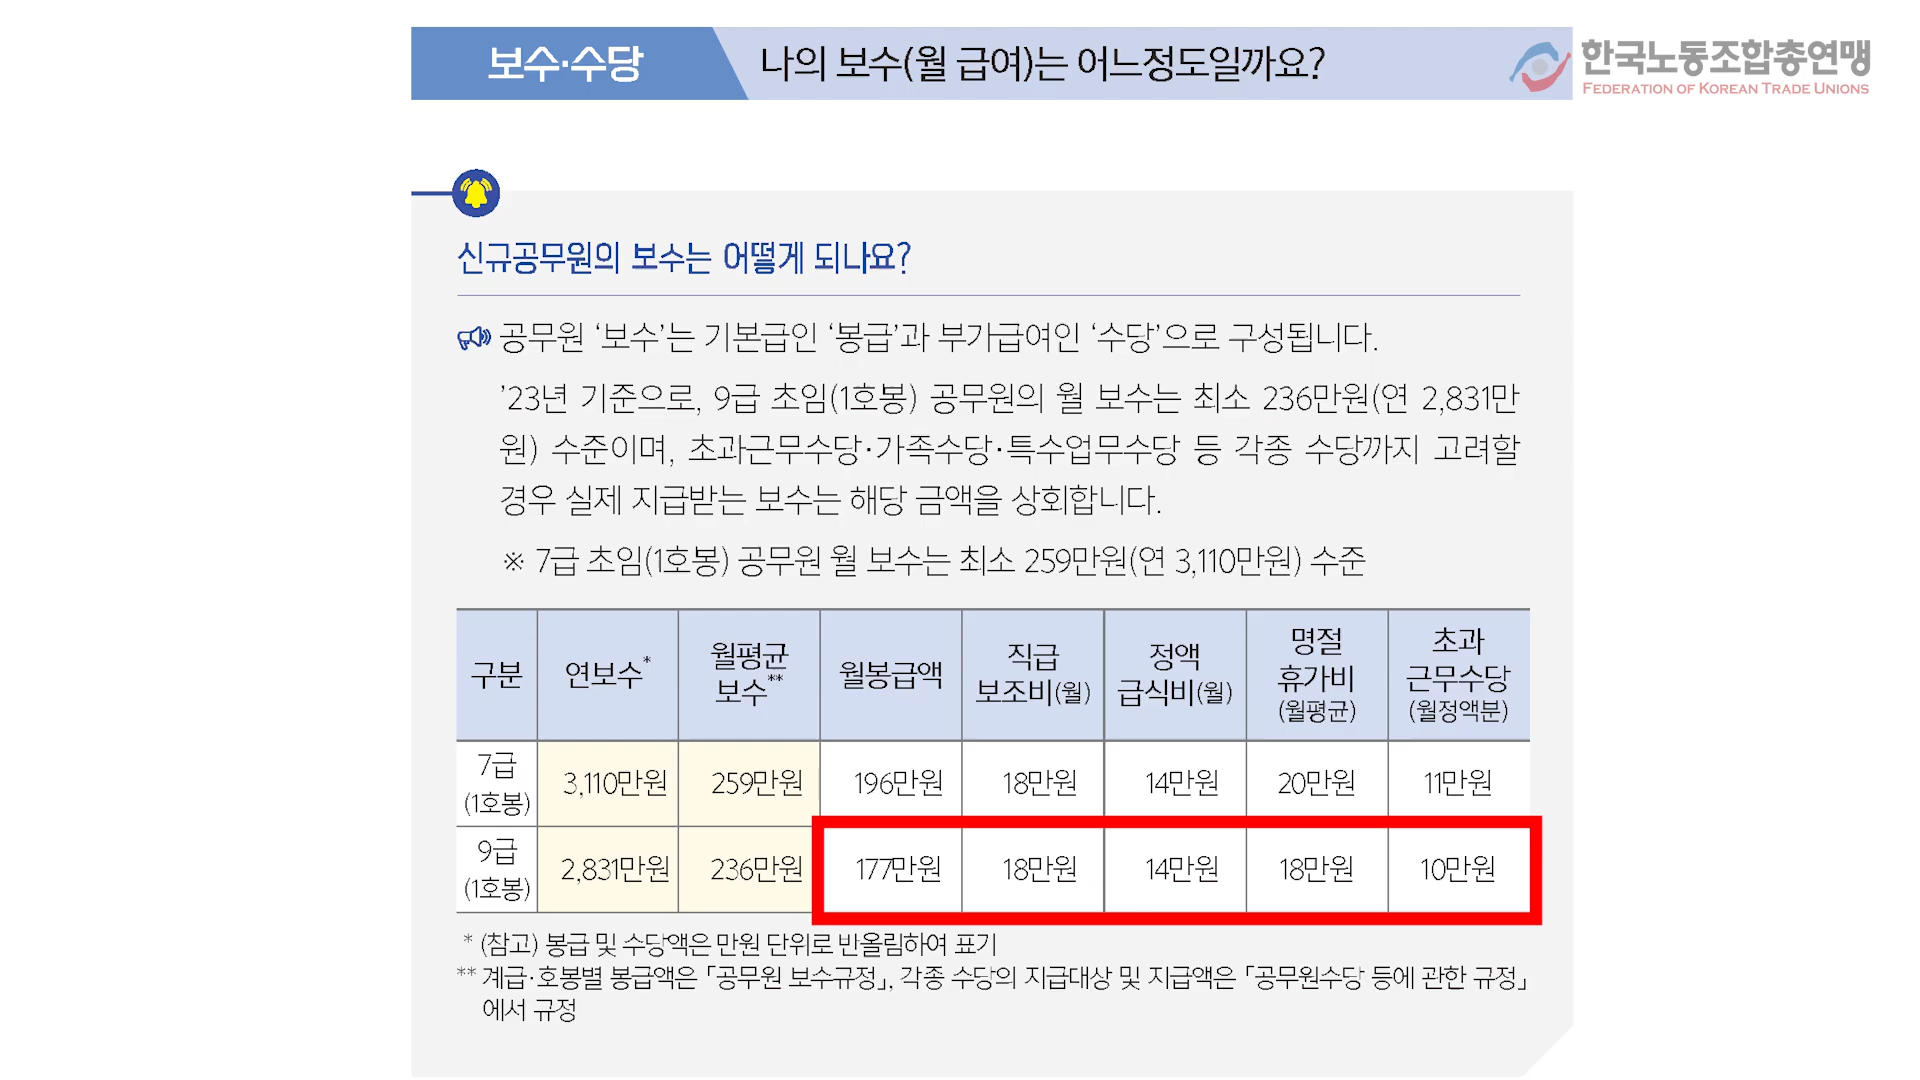 보수·수당
나의 보수(월 급여)는 어느정도일까요?
한국노동조합총연맹
FEDERATION OF KOREAN TRADE UNIONS
신규공무원의 보수는 어떻게 되나요?
공무원 ‘보수’는 기본급인 ‘봉급’과 부가급여인 ‘수당’으로 구성됩니다.
’23년 기준으로, 9급 초임(1호봉) 공무원의 월 보수는 최소 236만원(연 2,831만
원) 수준이며, 초과근무수당·가족수당·특수업무수당 등 각종 수당까지 고려할
경우 실제 지급받는 보수는 해당 금액을 상회합니다.
※ 7급 초임(1호봉) 공무원 월 보수는 최소 259만원(연 3,110만원) 수준
구분 연보수* 월평균 보수** 월봉급액 직급 보조비(월) 정액 급식비(월) 명절 휴가비 (월평균) 초과 근무수당 (월정액분)
7급 (1호봉) 3,110만원 259만원 196만원 18만원 14만원 20만원 11만원
9급 (1호봉) 2,831만원 236만원 177만원 18만원 14만원 18만원 10만원
* (참고) 봉급 및 수당액은 만원 단위로 반올림하여 표기
** 계급·호봉별 봉급액은 「공무원 보수규정」, 각종 수당의 지급대상 및 지급액은 「공무원수당 등에 관한 규정」
에서 규정